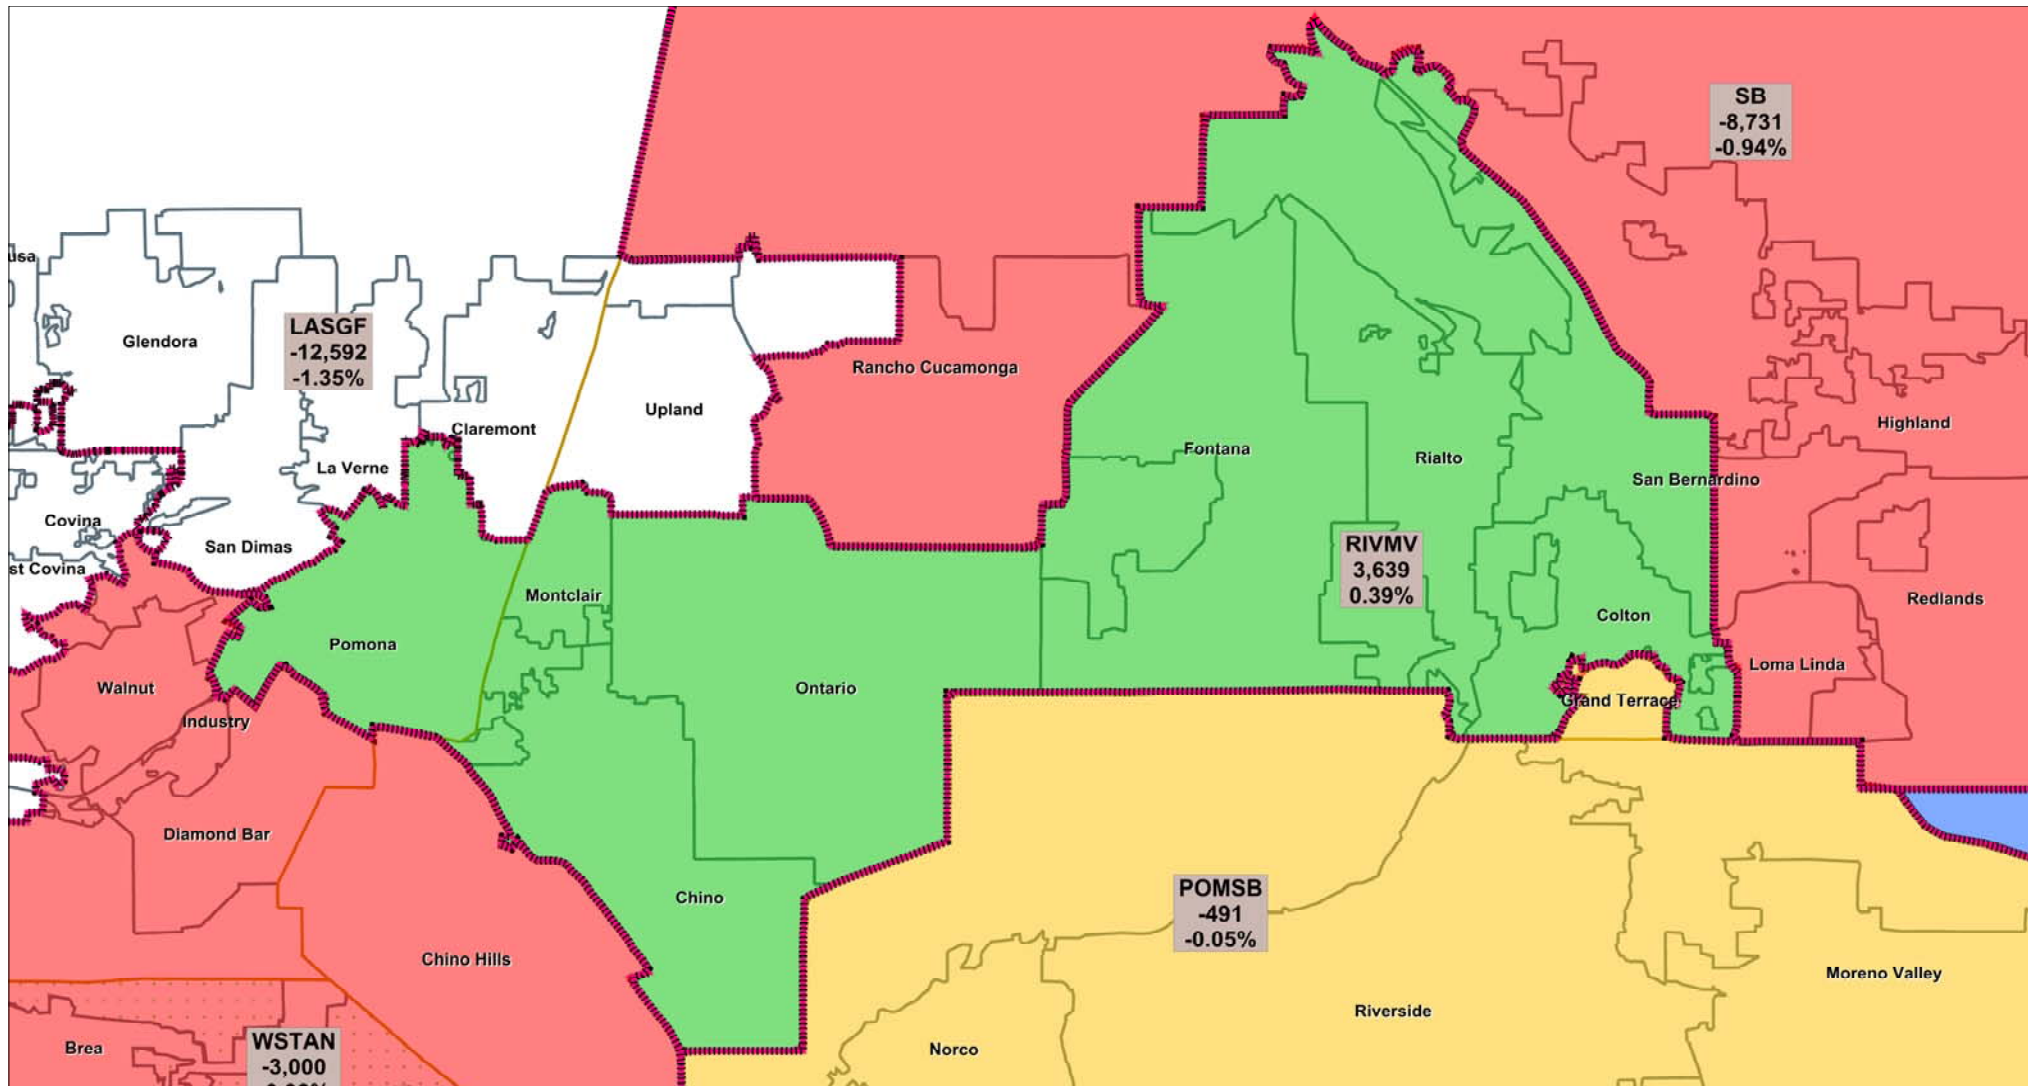 SB
-8,731
-0.94%
usa
LASGF
-12,592
-1.35%
Glendora
Rancho Cucamonga
Upland
Claremont
Highland
La Verne
Fontana
Rialto
San Bernardino
Covina
San Dimas
st Covina
RIVMV
3,639
0.39%
Montclair
Redlands
Colton
Pomona
Loma Linda
Walnut
Ontario
Grand Terrace
Industry
Diamond Bar
Chino
POMSB
-491
-0.05%
Chino Hills
Moreno Valley
Riverside
Brea
WSTAN
-3,000
Norco